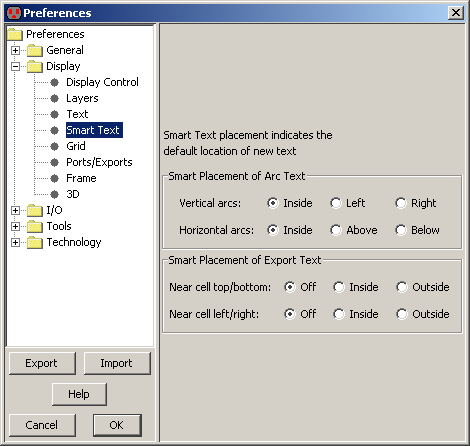 Preferences
Preferences
General
Display
Display Control
Layers
Text
Smart Text
Grid
Ports/Exports
Frame
3D
I/O
Tools
Technology
Export Import
Help
Cancel OK
Smart Text placement indicates the
default location of new text
Smart Placement of Arc Text
Vertical arcs: Inside Left Right
Horizontal arcs: Inside Above Below
Smart Placement of Export Text
Near cell top/bottom: Off Inside Outside
Near cell left/right: Off Inside Outside